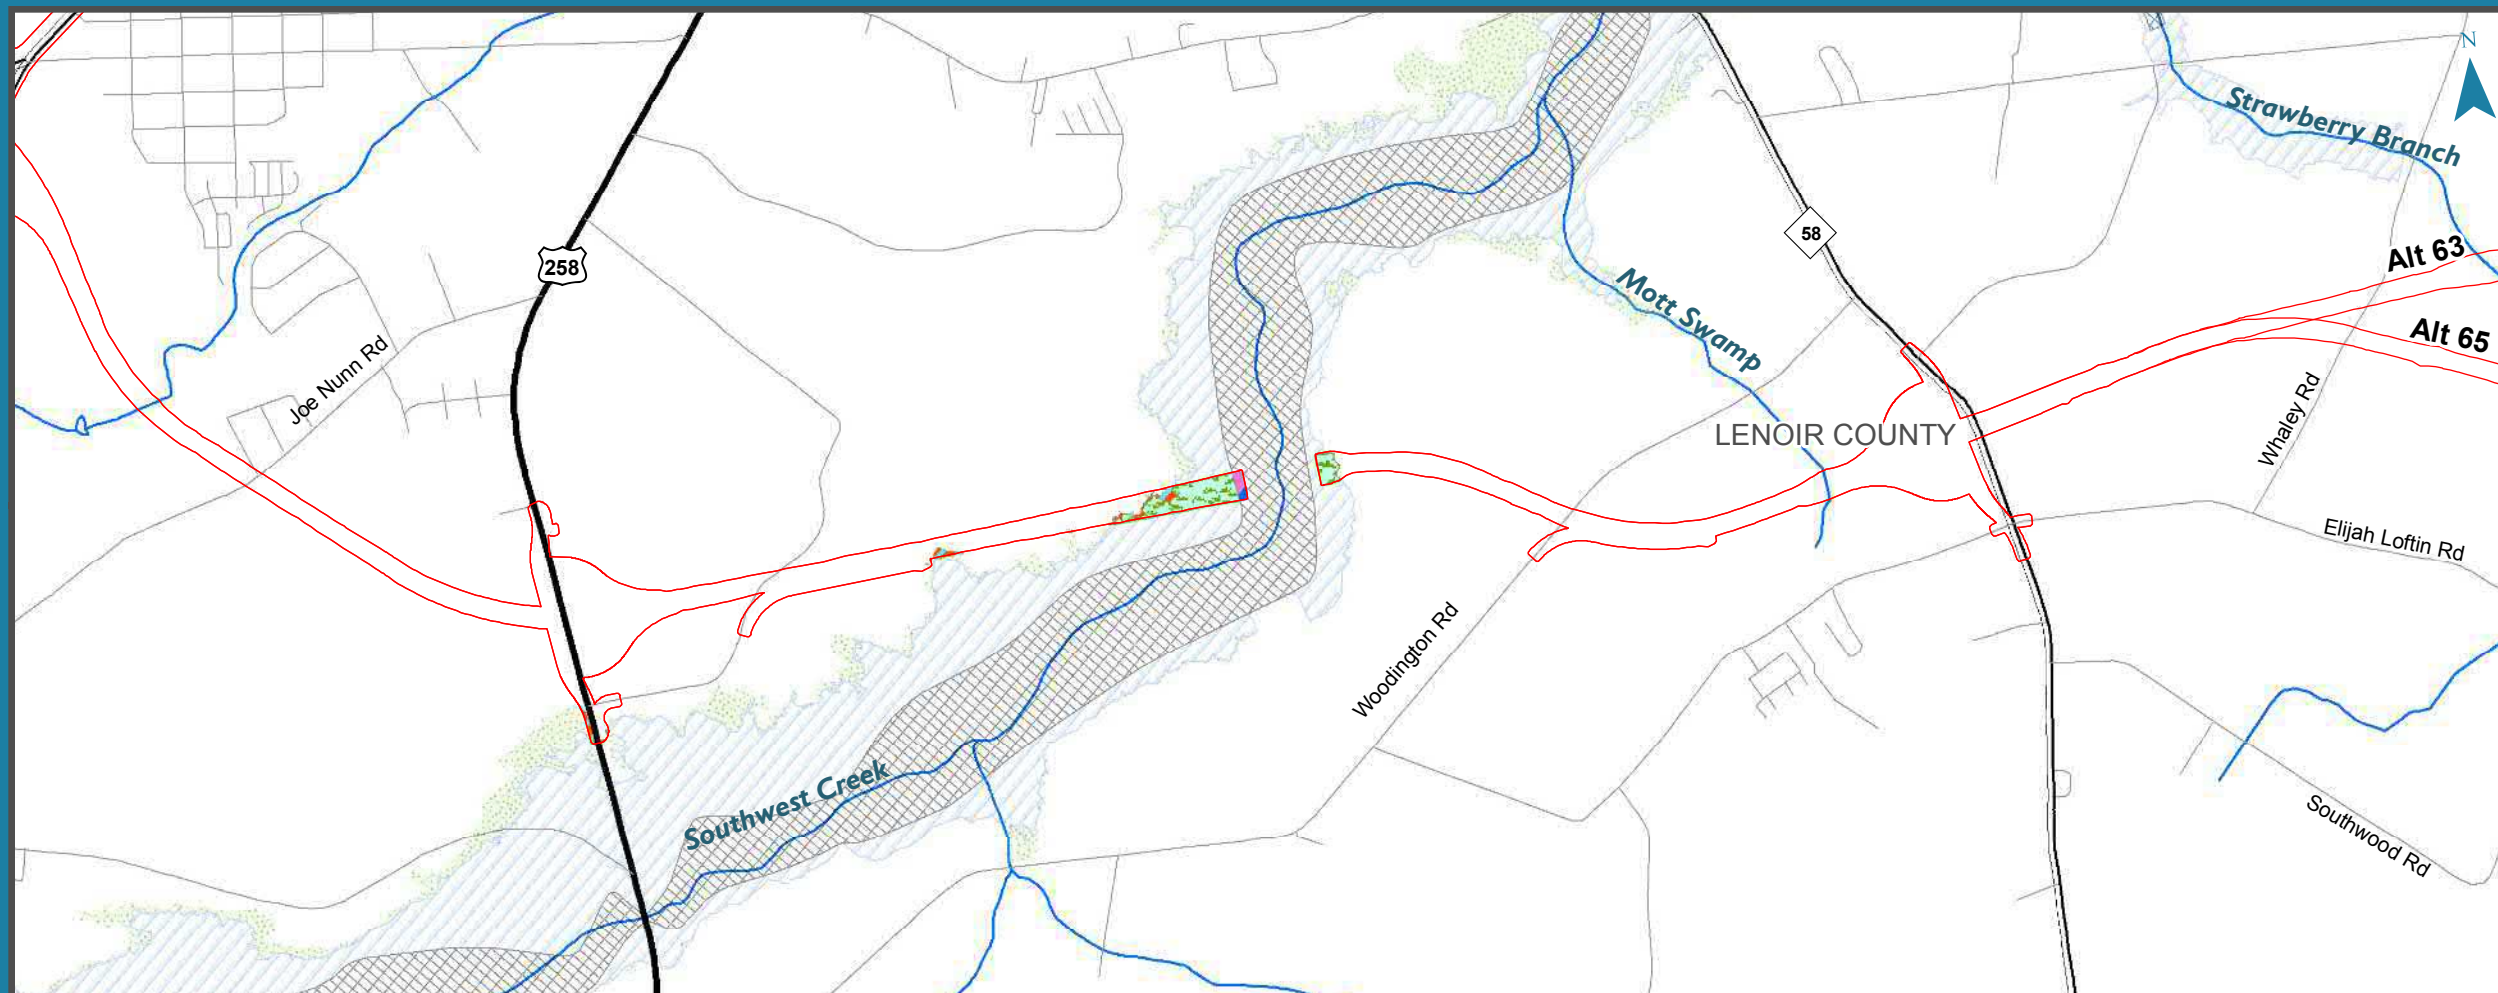 N
Strawberry Branch
58
Alt 63
258
Mott Swamp
Alt 65
Joe Nunn Rd
Whaley Rd
LENOIR COUNTY
Elijah Loftin Rd
Woodington Rd
Southwest Creek
Southwood Rd